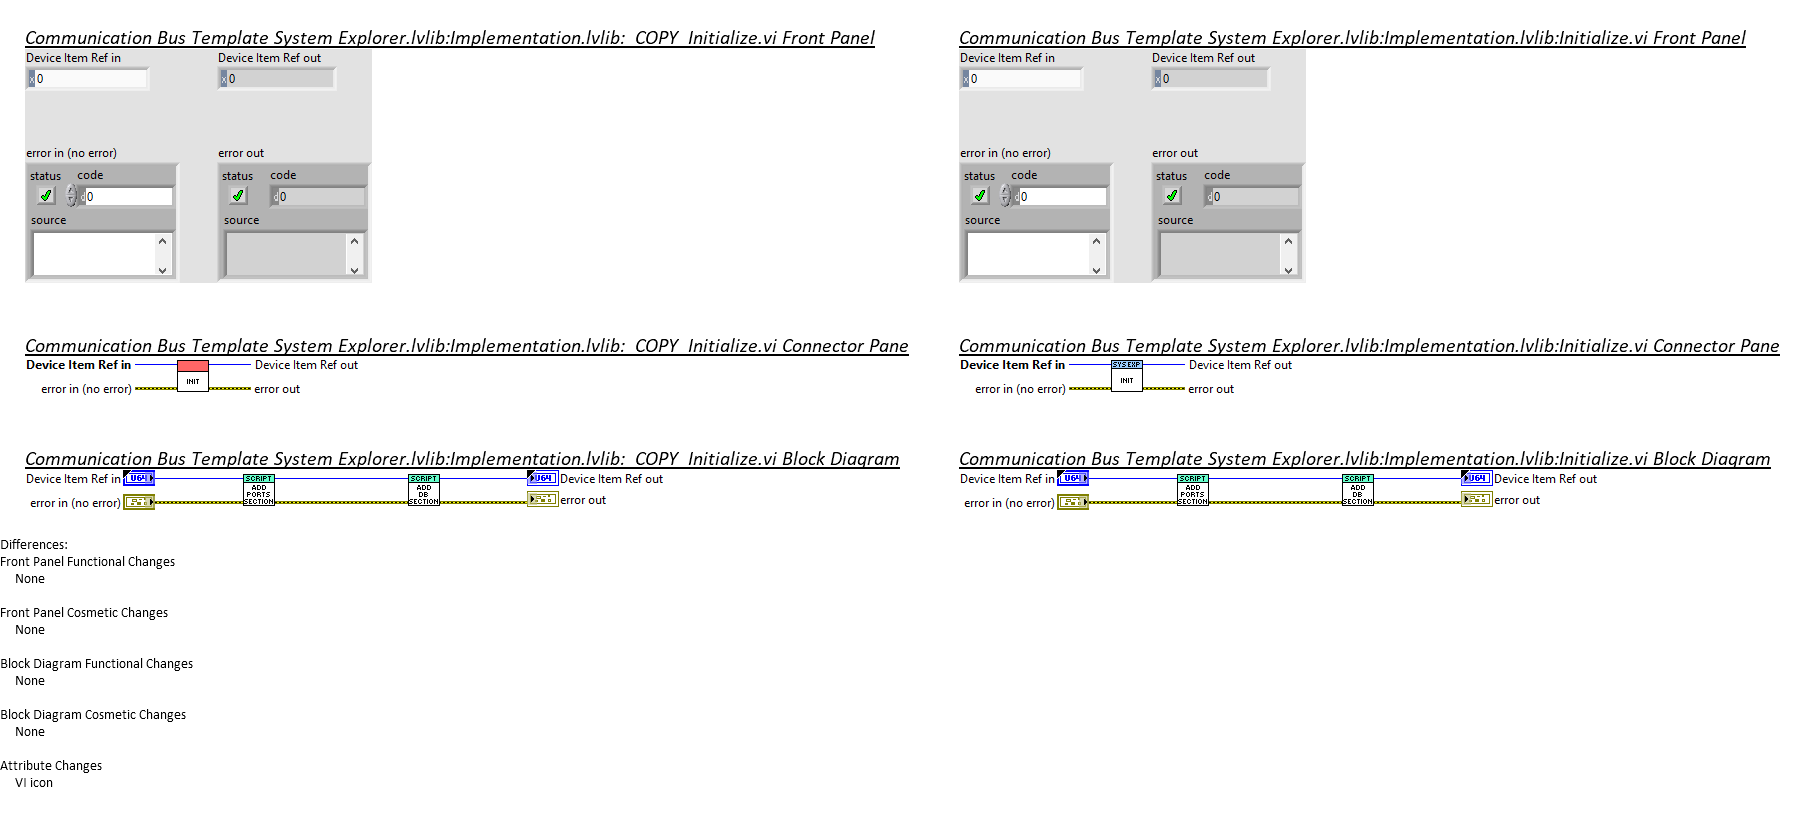 Communication Bus Template System Explorer.lvlib:Implementation.lvlib:  COPY  Initialize.vi Front Panel
Device Item Ref in
Device Item Ref out
x 0
x 0
error in (no error)
error out
status
code
status
code
d 0
d 0
source
source
Communication Bus Template System Explorer.lvlib:Implementation.lvlib:Initialize.vi Front Panel
Device Item Ref in
Device Item Ref out
x 0
x 0
error in (no error)
error out
status
code
status
code
d 0
d 0
source
source
Communication Bus Template System Explorer.lvlib:Implementation.lvlib:  COPY  Initialize.vi Connector Pane
Device Item Ref in
Device Item Ref out
INIT
error in (no error)
error out
Communication Bus Template System Explorer.lvlib:Implementation.lvlib:Initialize.vi Connector Pane
Device Item Ref in
SYS EXP
Device Item Ref out
INIT
error in (no error)
error out
Communication Bus Template System Explorer.lvlib:Implementation.lvlib:  COPY  Initialize.vi Block Diagram
Device Item Ref in
U64
SCRIPT
ADD
PORTS
SECTION
SCRIPT
ADD
DB
SECTION
U64
Device Item Ref out
error in (no error)
error out
Communication Bus Template System Explorer.lvlib:Implementation.lvlib:Initialize.vi Block Diagram
Device Item Ref in
U64
SCRIPT
ADD
PORTS
SECTION
SCRIPT
ADD
DB
SECTION
U64
Device Item Ref out
error in (no error)
error out
Differences:
Front Panel Functional Changes
None
Front Panel Cosmetic Changes
None
Block Diagram Functional Changes
None
Block Diagram Cosmetic Changes
None
Attribute Changes
VI icon